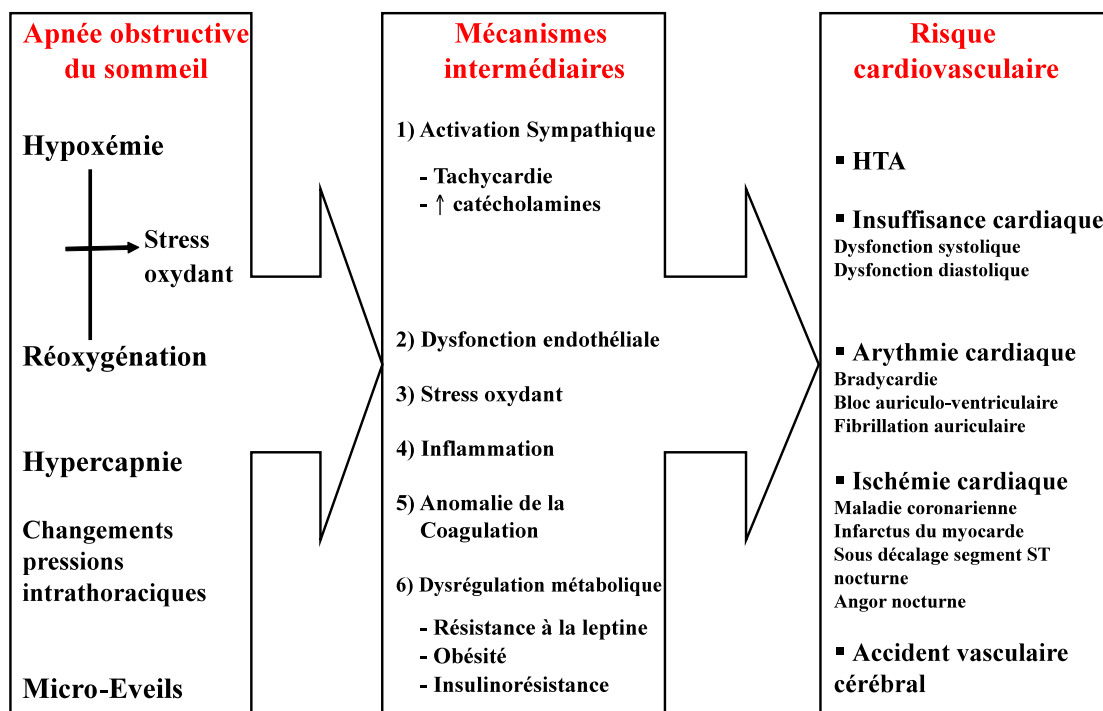 Apnée obstructive
du sommeil
Hypoxémie
Stress
oxydant
Réoxygénation
Hypercapnie
Changements
pressions
intrathoraciques
Micro-Eveils
Mécanismes
intermédiaires
1) Activation Sympathique
- Tachycardie
- ↑ catécholamines
2) Dysfonction endothéliale
3) Stress oxydant
4) Inflammation
5) Anomalie de la
Coagulation
6) Dysrégulation métabolique
- Résistance à la leptine
- Obésité
- Insulinorésistance
Risque
cardiovasculaire
▪ HTA
▪ Insuffisance cardiaque
Dysfonction systolique
Dysfonction diastolique
▪ Arythmie cardiaque
Bradycardie
Bloc auriculo-ventriculaire
Fibrillation auriculaire
▪ Ischémie cardiaque
Maladie coronarienne
Infarctus du myocarde
Sous décalage segment ST
nocturne
Angor nocturne
▪ Accident vasculaire
cérébral